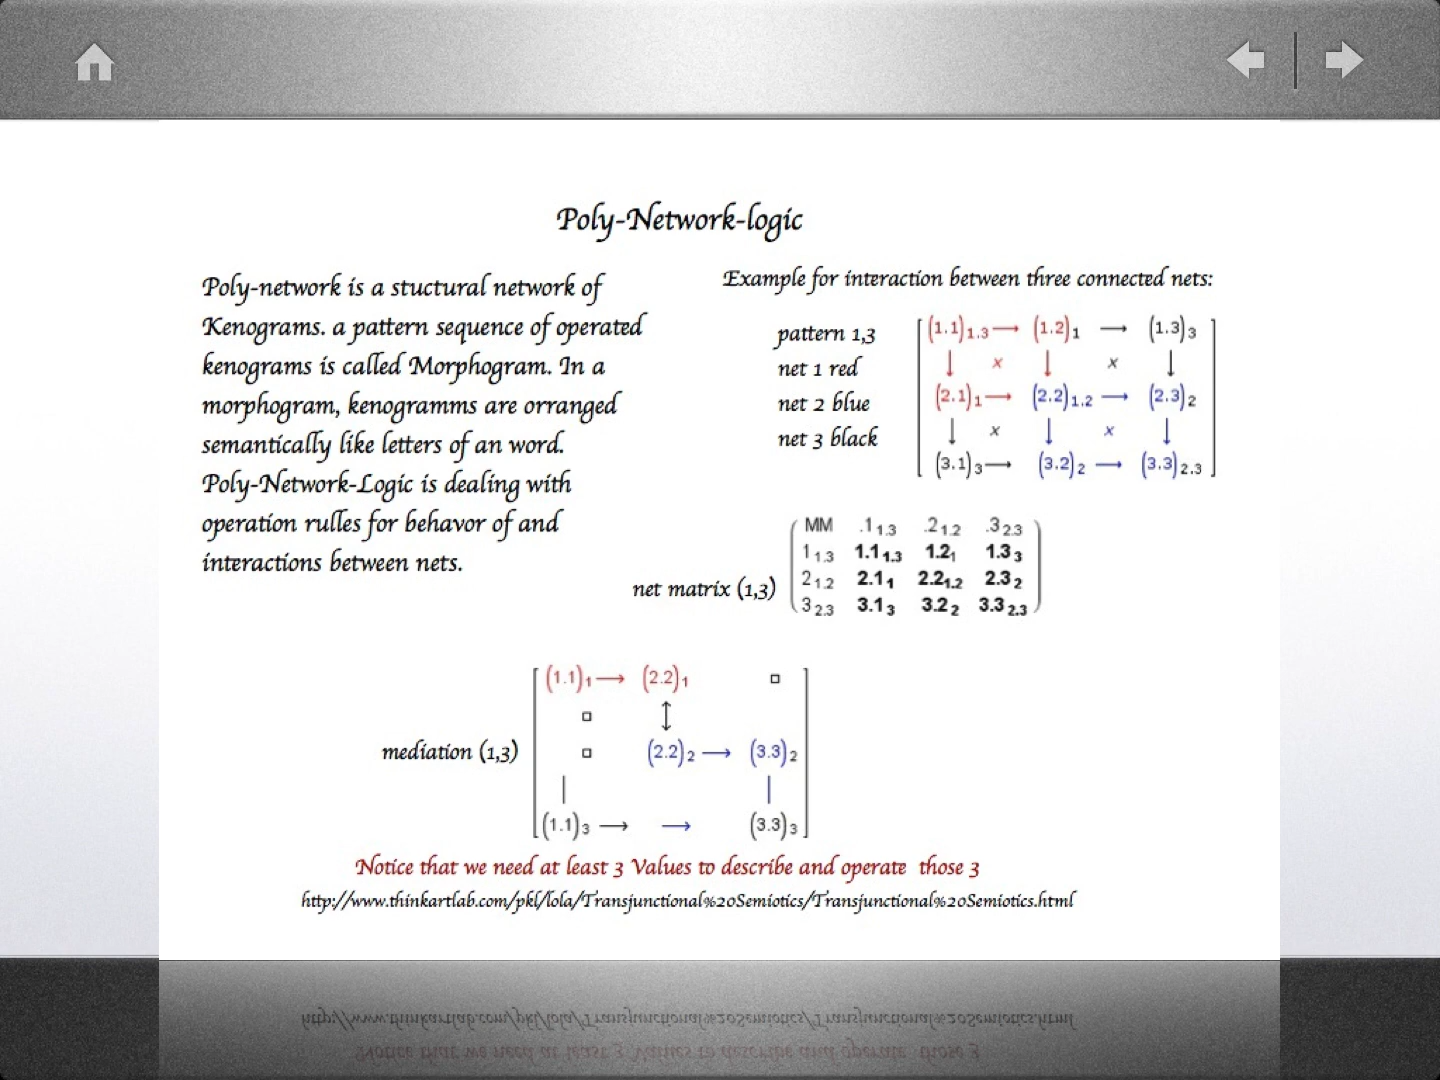 Poly-Network-logic
Poly-network is a stuctural network of
Kenograms. a pattern sequence of operated
kenograms is called Morphogram. In a
morphogram, kenogramms are orranged
semantically like letters of an word.
Poly-Network-Logic is dealing with
operation rulles for behavor of and
interactions between nets.
Example for interaction between three connected nets:
pattern 1,3
net 1 red
net 2 blue
net 3 black
(1.1)1.3 → (1.2)1 → (1.3)3
↓ x ↓ x ↓
(2.1)1 → (2.2)1.2 → (2.3)2
↓ x ↓ x ↓
(3.1)3 → (3.2)2 → (3.3)2.3
net matrix (1,3)
MM .11.3 .21.2 .32.3
11.3 1.11.3 1.21 1.33
21.2 2.11 2.21.2 2.32
32.3 3.13 3.22 3.32.3
mediation (1,3)
(1.1)1 → (2.2)1 □
□ ↕
□ (2.2)2 → (3.3)2
| |
(1.1)3 → → (3.3)3
Notice that we need at least 3 Values to describe and operate those 3
http://www.thinkartlab.com/pkl/lola/Transjunctional%20Semiotics/Transjunctional%20Semiotics.html